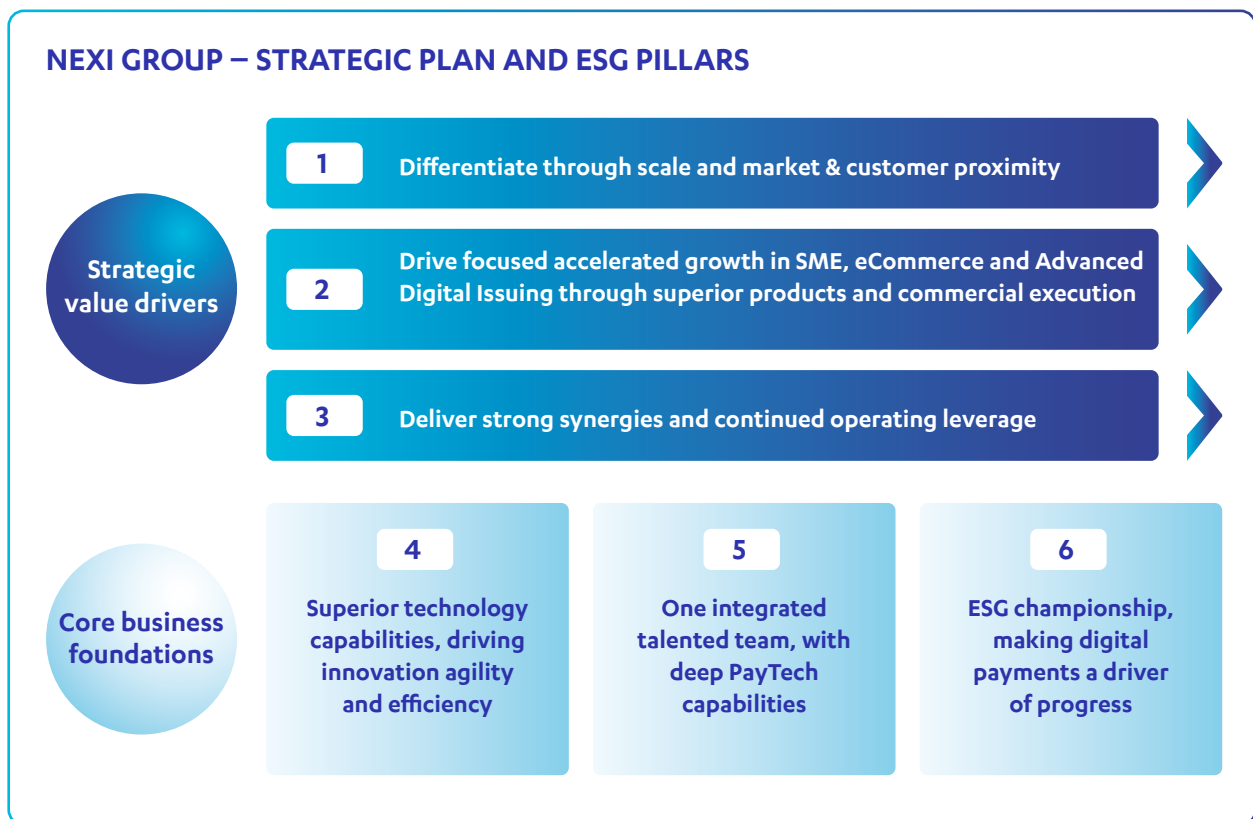 NEXI GROUP – STRATEGIC PLAN AND ESG PILLARS
Strategic
value drivers
1
Differentiate through scale and market & customer proximity
2
Drive focused accelerated growth in SME, eCommerce and Advanced
Digital Issuing through superior products and commercial execution
3
Deliver strong synergies and continued operating leverage
Core business
foundations
4
Superior technology
capabilities, driving
innovation agility
and efficiency
5
One integrated
talented team, with
deep PayTech
capabilities
6
ESG championship,
making digital
payments a driver
of progress